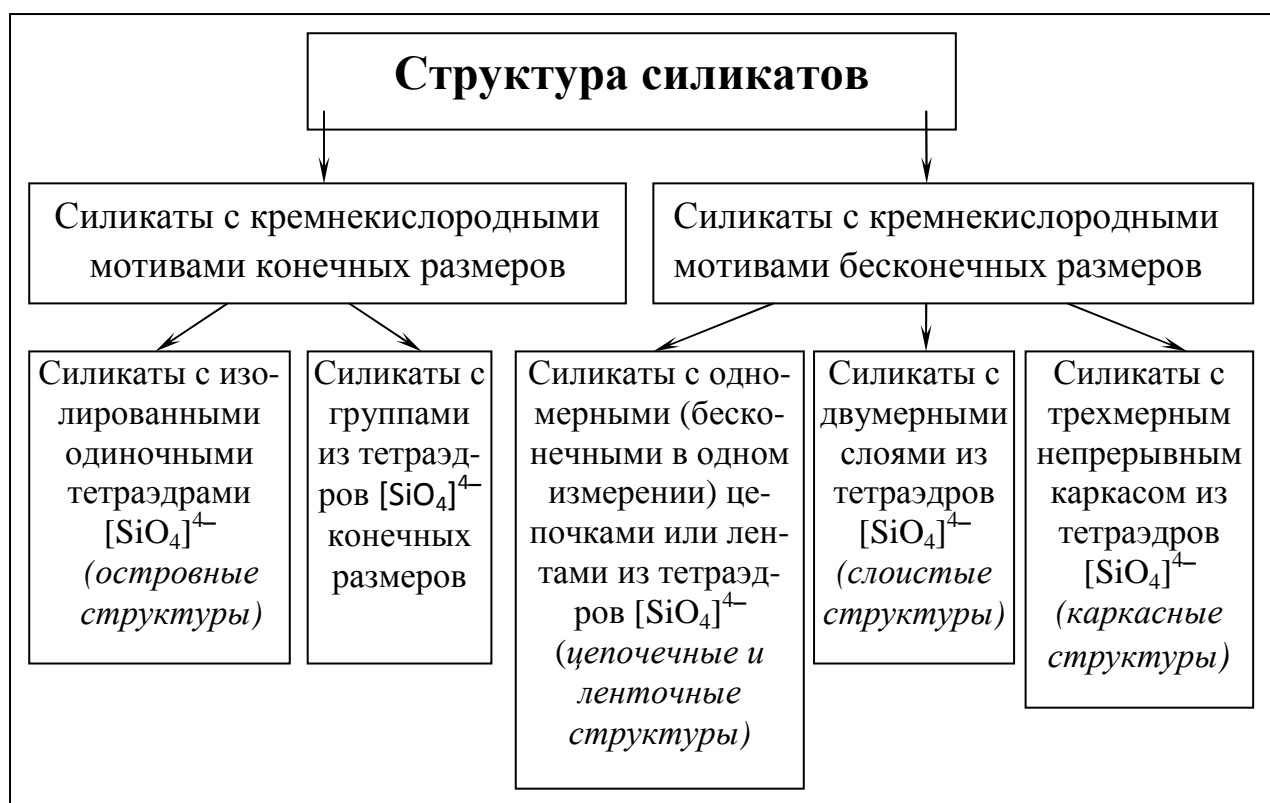 Структура силикатов
Силикаты с кремнекислородными
мотивами конечных размеров
Силикаты с кремнекислородными
мотивами бесконечных размеров
Силикаты с изо-
лированными
одиночными
тетраэдрами
[SiO₄]⁴⁻
(островные
структуры)
Силикаты с
группами
из тетраэд-
ров [SiO₄]⁴⁻
конечных
размеров
Силикаты с одно-
мерными (беско-
нечными в одном
измерении) це-
почками или лен-
тами из тетраэд-
ров [SiO₄]⁴⁻
(цепочечные и
ленточные
структуры)
Силикаты с
двумерными
слоями из
тетраэдров
[SiO₄]⁴⁻
(слоистые
структуры)
Силикаты с
трехмерным
непрерывным
каркасом из
тетраэдров
[SiO₄]⁴⁻
(каркасные
структуры)